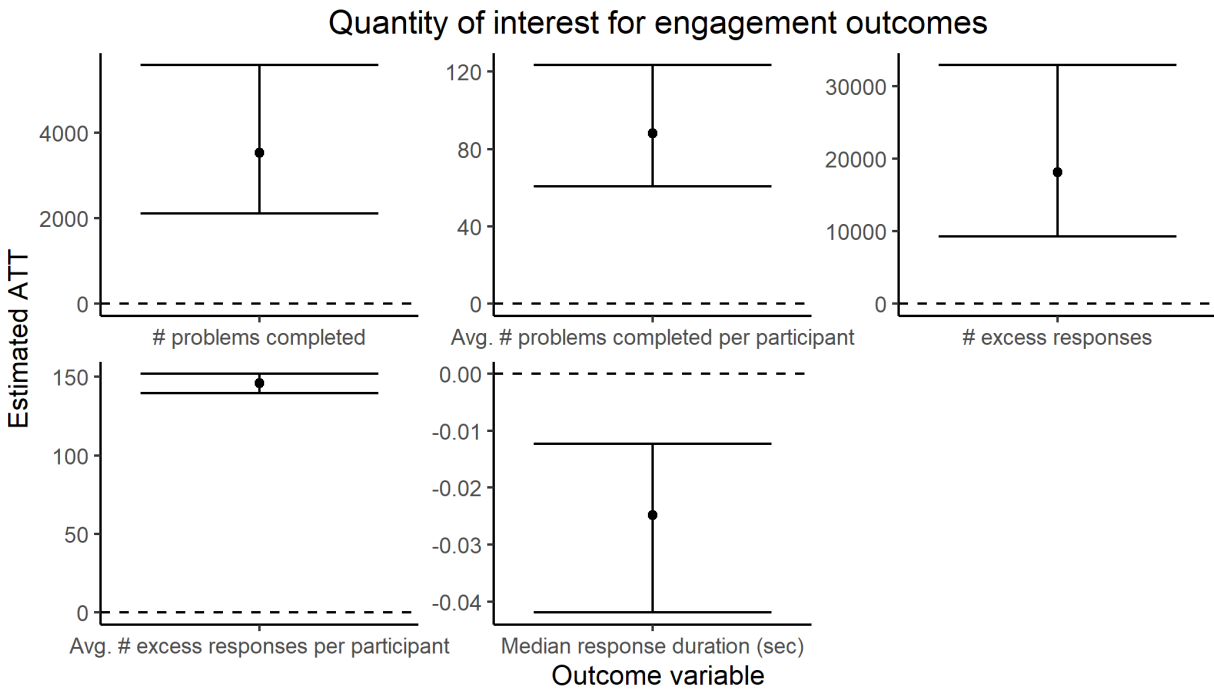 Quantity of interest for engagement outcomes
Estimated ATT
4000
2000
0
# problems completed
120
80
40
0
Avg. # problems completed per participant
30000
20000
10000
0
# excess responses
150
100
50
0
Avg. # excess responses per participant
0.00
-0.01
-0.02
-0.03
-0.04
Median response duration (sec)
Outcome variable